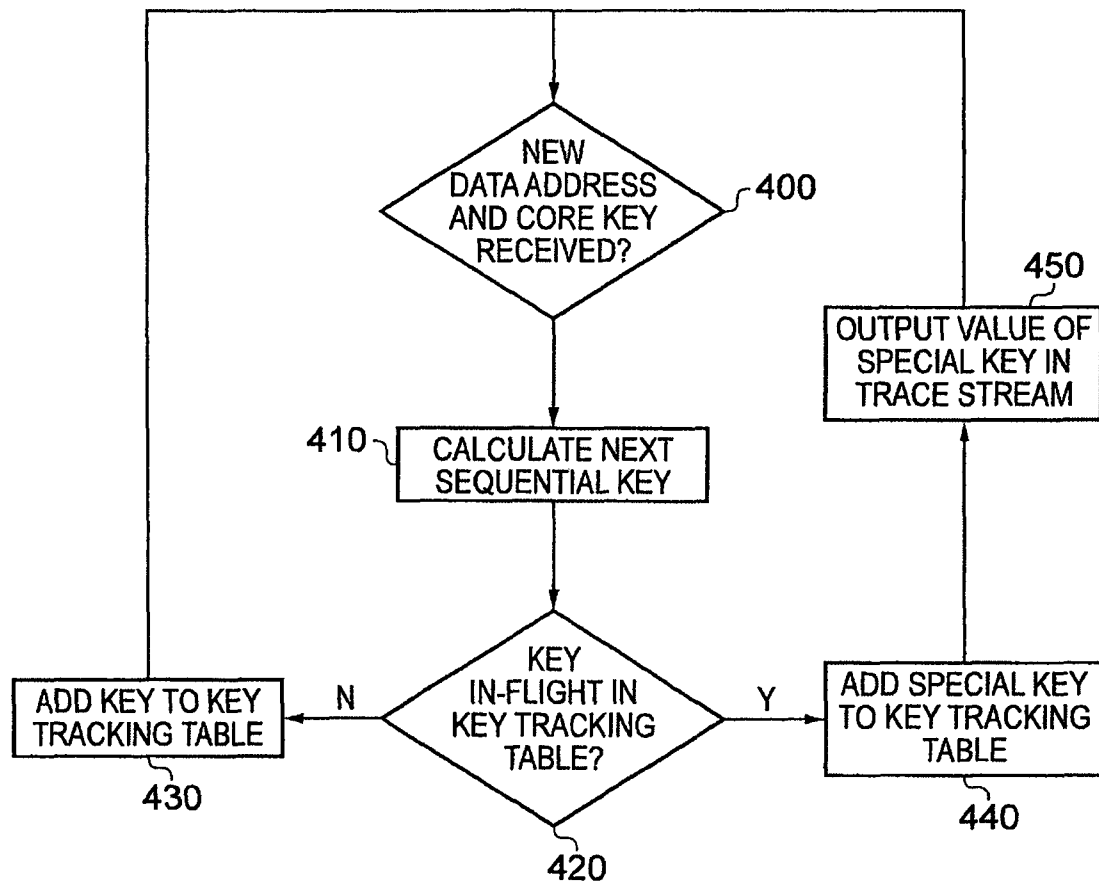 NEW
DATA ADDRESS
AND CORE KEY
RECEIVED?
400
450
OUTPUT VALUE OF
SPECIAL KEY IN
TRACE STREAM
410
CALCULATE NEXT
SEQUENTIAL KEY
KEY
IN-FLIGHT IN
KEY TRACKING
TABLE?
N
Y
ADD KEY TO KEY
TRACKING TABLE
430
ADD SPECIAL KEY
TO KEY TRACKING
TABLE
440
420